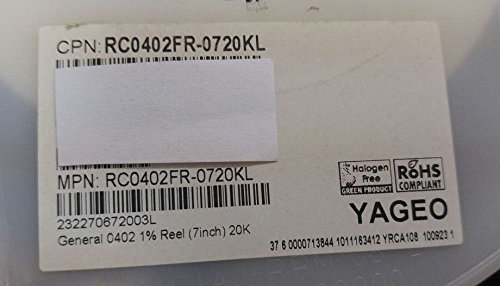 CPN: RC0402FR-0720KL
MPN: RC0402FR-0720KL
232270672003L
General 0402 1% Reel (7inch) 20K
Halogen
Free
GREEN PRODUCT
RoHS
COMPLIANT
YAGEO
37 6 0000713844 1011163412 YRCA108 100923 1